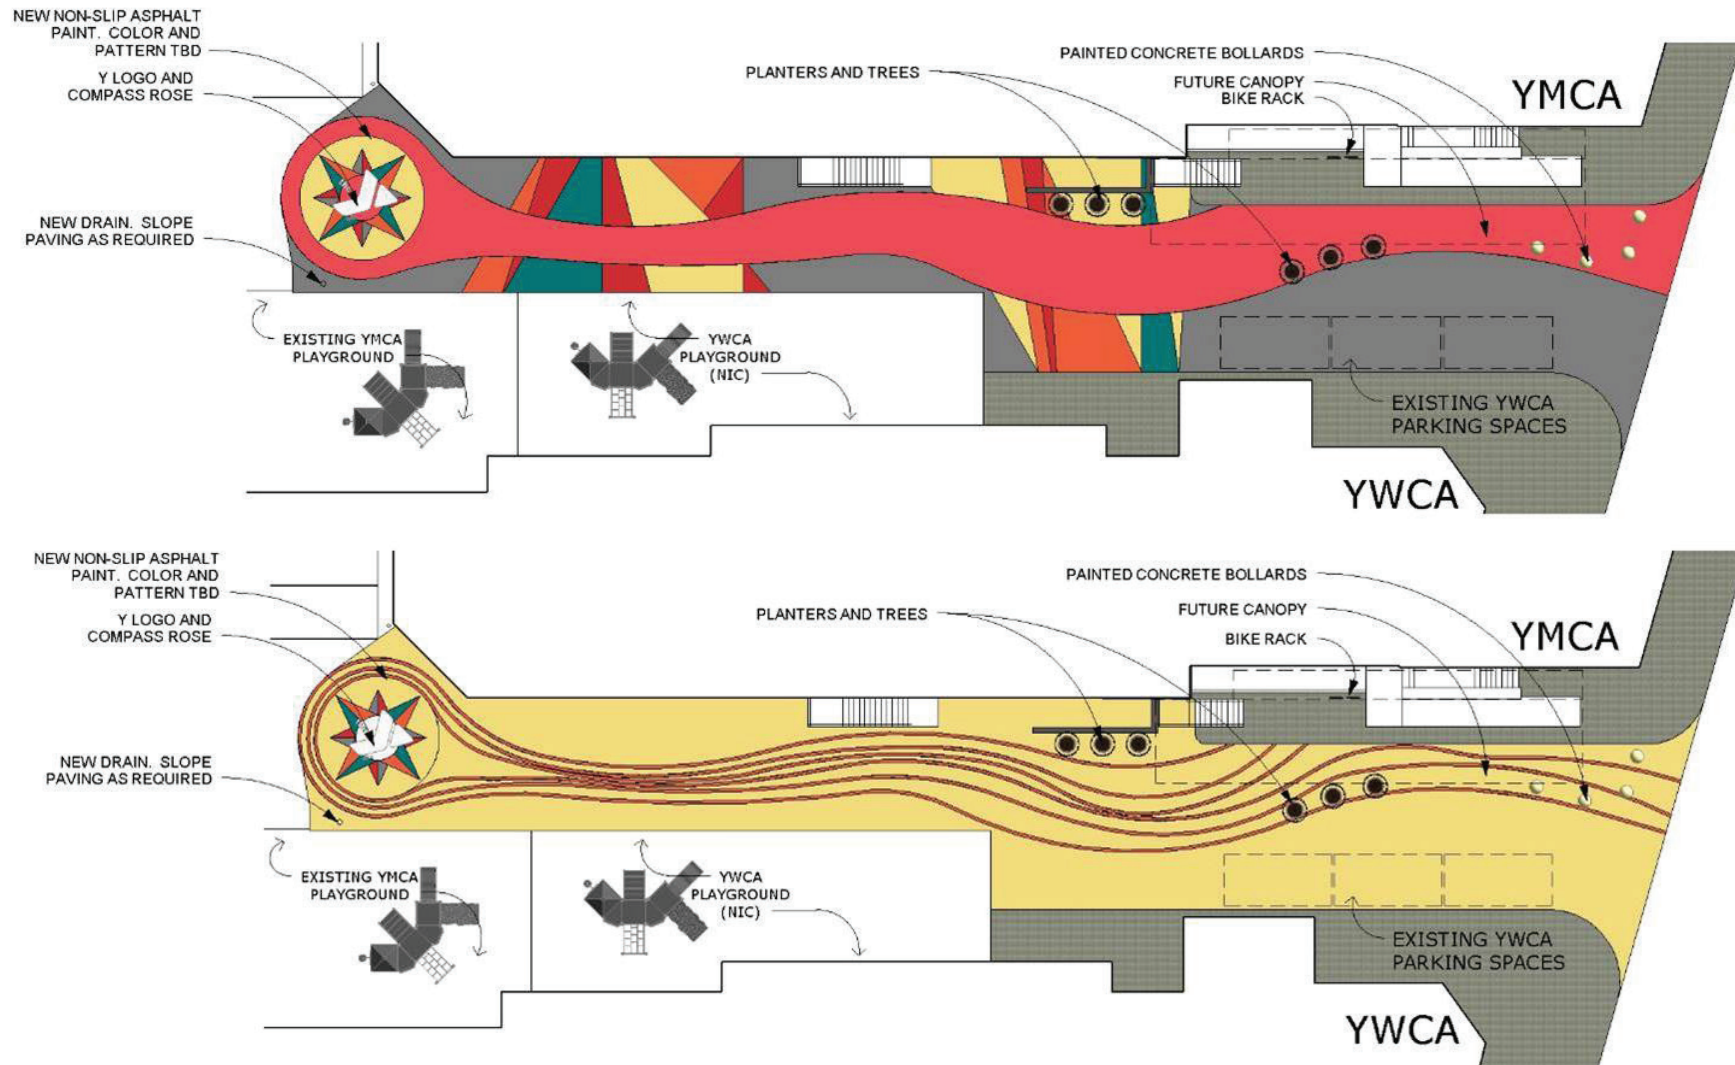 NEW NON-SLIP ASPHALT
PAINT. COLOR AND
PATTERN TBD
Y LOGO AND
COMPASS ROSE
NEW DRAIN. SLOPE
PAVING AS REQUIRED
EXISTING YMCA
PLAYGROUND
YWCA
PLAYGROUND
(NIC)
PLANTERS AND TREES
PAINTED CONCRETE BOLLARDS
FUTURE CANOPY
BIKE RACK
YMCA
EXISTING YWCA
PARKING SPACES
YWCA
NEW NON-SLIP ASPHALT
PAINT. COLOR AND
PATTERN TBD
Y LOGO AND
COMPASS ROSE
NEW DRAIN. SLOPE
PAVING AS REQUIRED
EXISTING YMCA
PLAYGROUND
YWCA
PLAYGROUND
(NIC)
PLANTERS AND TREES
PAINTED CONCRETE BOLLARDS
FUTURE CANOPY
BIKE RACK
YMCA
EXISTING YWCA
PARKING SPACES
YWCA